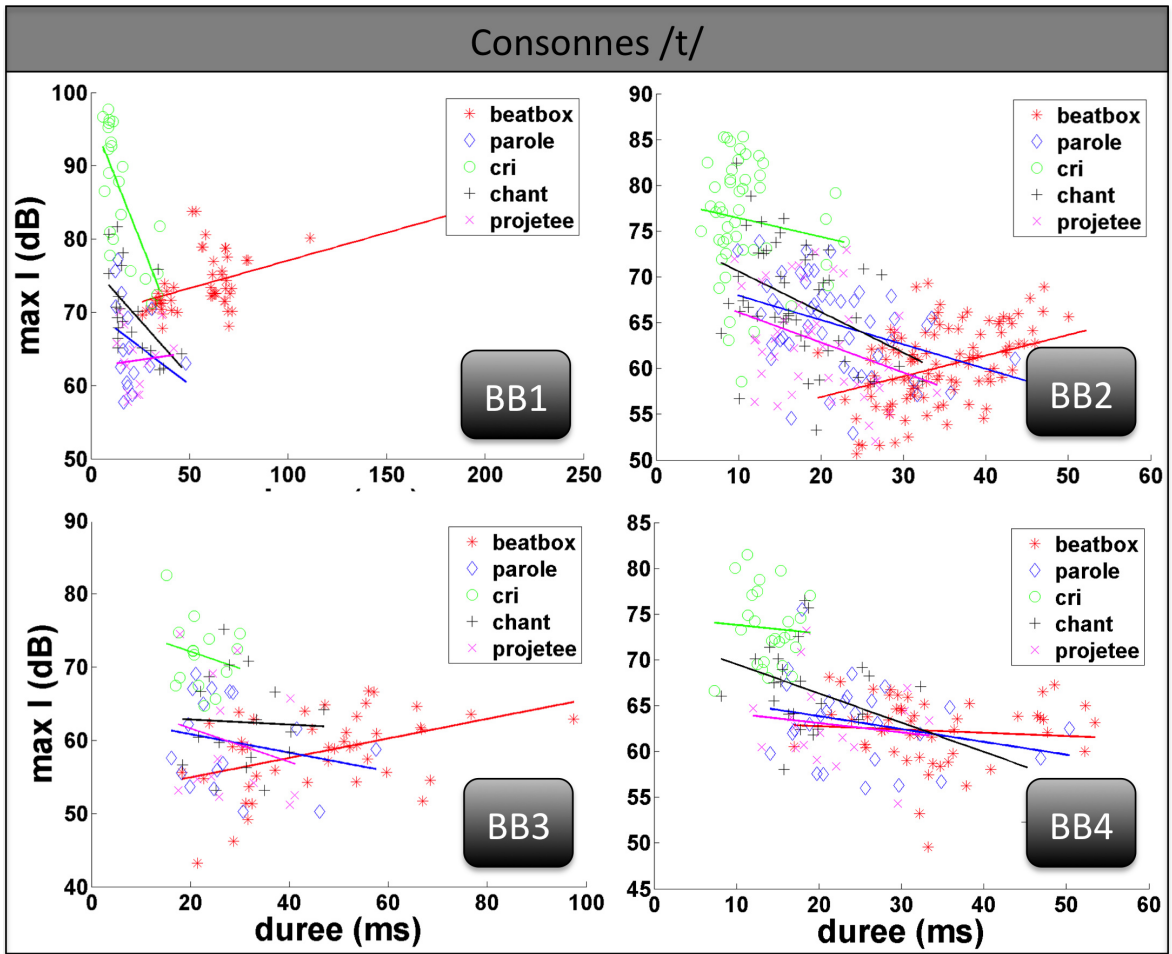 Consonnes /t/
max I (dB)
100
90
80
70
60
50
0
50
100
150
200
250
beatbox
parole
cri
chant
projetee
BB1
90
85
80
75
70
65
60
55
50
0
10
20
30
40
50
60
beatbox
parole
cri
chant
projetee
BB2
max I (dB)
90
80
70
60
50
40
0
20
40
60
80
100
duree (ms)
beatbox
parole
cri
chant
projetee
BB3
85
80
75
70
65
60
55
50
45
0
10
20
30
40
50
60
duree (ms)
beatbox
parole
cri
chant
projetee
BB4